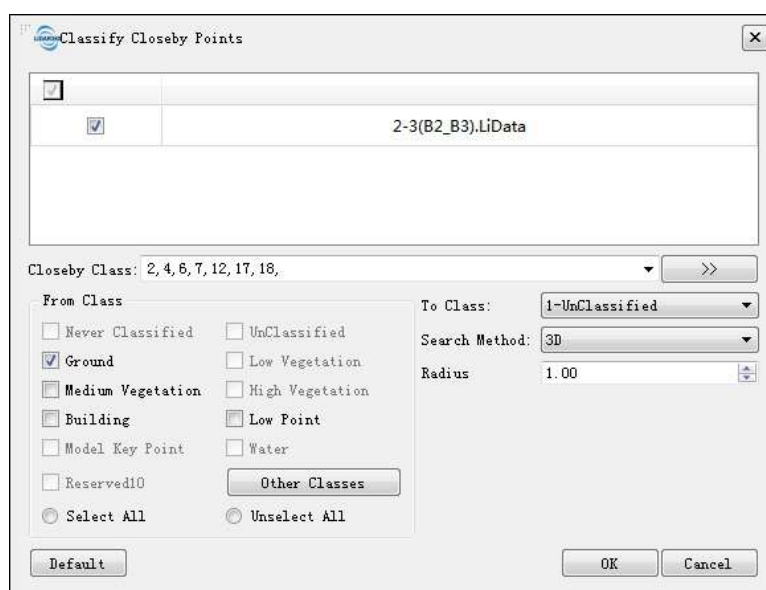 Classify Closeby Points
2-3(B2_B3).LiData
Closeby Class: 2, 4, 6, 7, 12, 17, 18, >>
From Class
Never Classified UnClassified
Ground Low Vegetation
Medium Vegetation High Vegetation
Building Low Point
Model Key Point Water
Reserved10 Other Classes
Select All Unselect All
To Class: 1-UnClassified
Search Method: 3D
Radius 1.00
Default OK Cancel